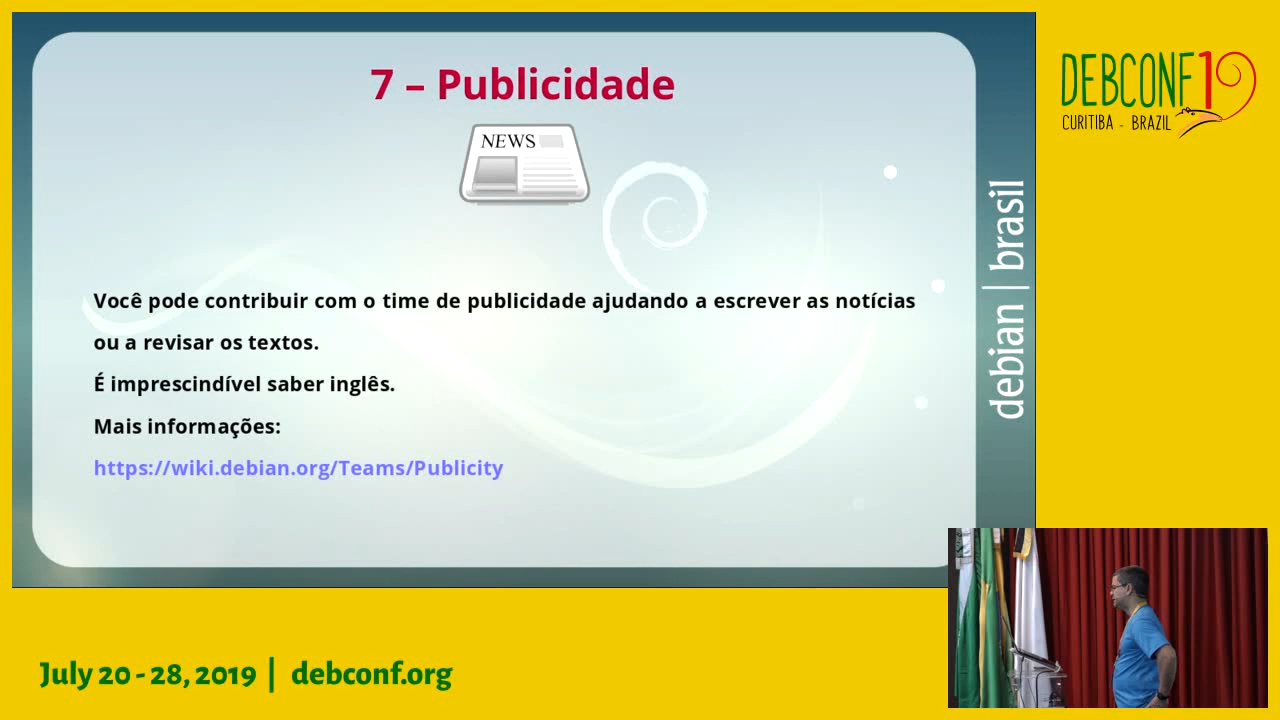 7 – Publicidade
NEWS
Você pode contribuir com o time de publicidade ajudando a escrever as notícias
ou a revisar os textos.
É imprescindível saber inglês.
Mais informações:
https://wiki.debian.org/Teams/Publicity
debian | brasil
DEBCONF19
CURITIBA - BRAZIL
July 20 - 28, 2019 | debconf.org